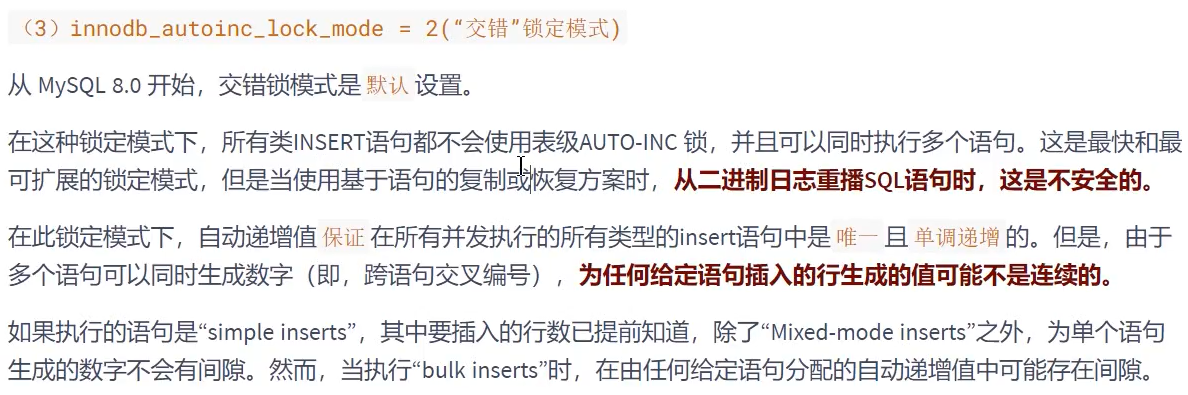 （3）innodb_autoinc_lock_mode = 2(“交错”锁定模式)
从 MySQL 8.0 开始，交错锁模式是 默认 设置。
在这种锁定模式下，所有类INSERT语句都不会使用表级AUTO-INC 锁，并且可以同时执行多个语句。这是最快和最
可扩展的锁定模式，但是当使用基于语句的复制或恢复方案时，从二进制日志重播SQL语句时，这是不安全的。
在此锁定模式下，自动递增值 保证 在所有并发执行的所有类型的insert语句中是 唯一 且 单调递增 的。但是，由于
多个语句可以同时生成数字（即，跨语句交叉编号），为任何给定语句插入的行生成的值可能不是连续的。
如果执行的语句是“simple inserts”，其中要插入的行数已提前知道，除了“Mixed-mode inserts”之外，为单个语句
生成的数字不会有间隙。然而，当执行“bulk inserts”时，在由任何给定语句分配的自动递增值中可能存在间隙。